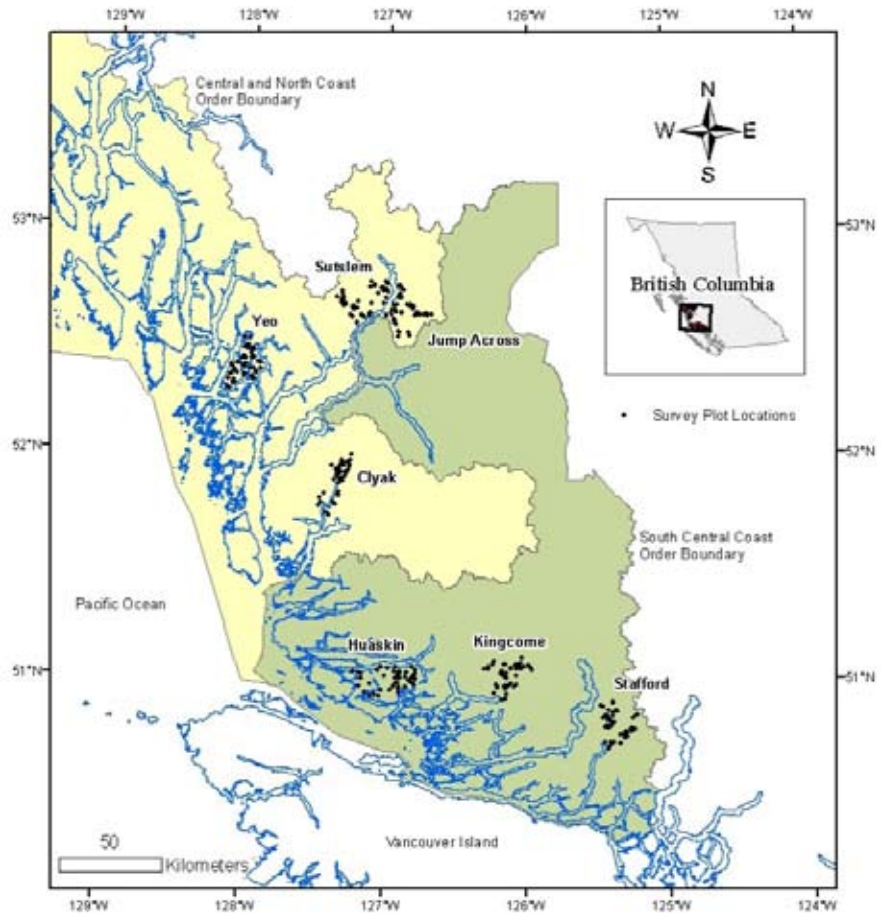 129°W 128°W 127°W 126°W 125°W 124°W
Central and North Coast
Order Boundary
N
W E
S
53°N 53°N
British Columbia
Sutslem
Yeo
Jump Across
Survey Plot Locations
52°N 52°N
Clyak
South Central Coast
Order Boundary
Pacific Ocean
Huaskin Kingcome
51°N 51°N
Stafford
50
Kilometers
Vancouver Island
129°W 128°W 127°W 126°W 125°W 124°W